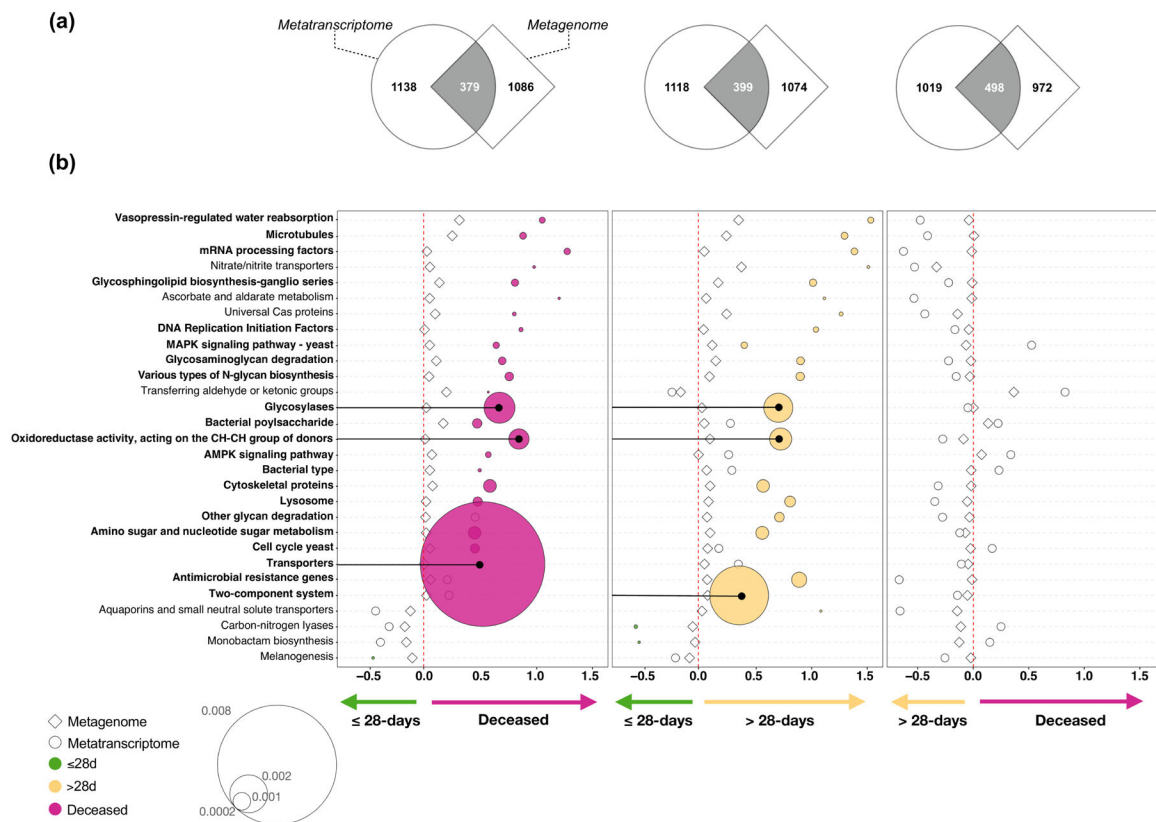 (a)
Metatranscriptome
Metagenome
1138
379
1086
1118
399
1074
1019
498
972
(b)
Vasopressin-regulated water reabsorption
Microtubules
mRNA processing factors
Nitrate/nitrite transporters
Glycosphingolipid biosynthesis-ganglio series
Ascorbate and aldarate metabolism
Universal Cas proteins
DNA Replication Initiation Factors
MAPK signaling pathway - yeast
Glycosaminoglycan degradation
Various types of N-glycan biosynthesis
Transferring aldehyde or ketonic groups
Glycosylases
Bacterial poylsaccharide
Oxidoreductase activity, acting on the CH-CH group of donors
AMPK signaling pathway
Bacterial type
Cytoskeletal proteins
Lysosome
Other glycan degradation
Amino sugar and nucleotide sugar metabolism
Cell cycle yeast
Transporters
Antimicrobial resistance genes
Two-component system
Aquaporins and small neutral solute transporters
Carbon-nitrogen lyases
Monobactam biosynthesis
Melanogenesis
−0.5 0.0 0.5 1.0 1.5
−0.5 0.0 0.5 1.0 1.5
−0.5 0.0 0.5 1.0 1.5
≤ 28-days
Deceased
≤ 28-days
> 28-days
> 28-days
Deceased
Metagenome
Metatranscriptome
≤28d
>28d
Deceased
0.008
0.002
0.001
0.0002